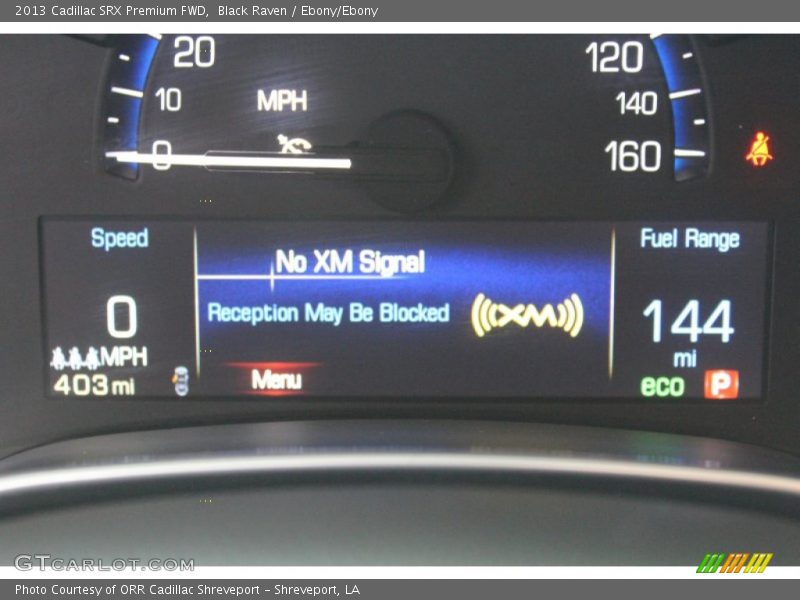 2013 Cadillac SRX Premium FWD, Black Raven / Ebony/Ebony
20
10
0
MPH
120
140
160
Speed
0
MPH
403 mi
No XM Signal
Reception May Be Blocked
XM
Menu
Fuel Range
144
mi
eco
P
GTCARLOT.COM
Photo Courtesy of ORR Cadillac Shreveport - Shreveport, LA